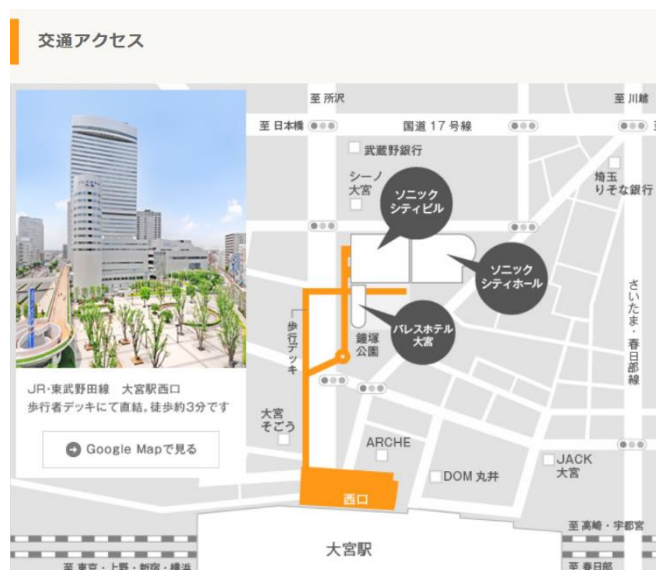 交通アクセス
至 所沢
至 川越
至 日本橋
国道 17 号線
武蔵野銀行
シーノ
大宮
埼玉
りそな銀行
ソニック
シティビル
ソニック
シティホール
さいたま・春日部線
歩行デッキ
鐘塚
公園
パレスホテル
大宮
JR・東武野田線 大宮駅西口
歩行者デッキにて直結。徒歩約3分です
Google Mapで見る
大宮
そごう
ARCHE
DOM 丸井
JACK
大宮
西口
大宮駅
至 高崎・宇都宮
至 東京・上野・新宿・横浜
至 春日部